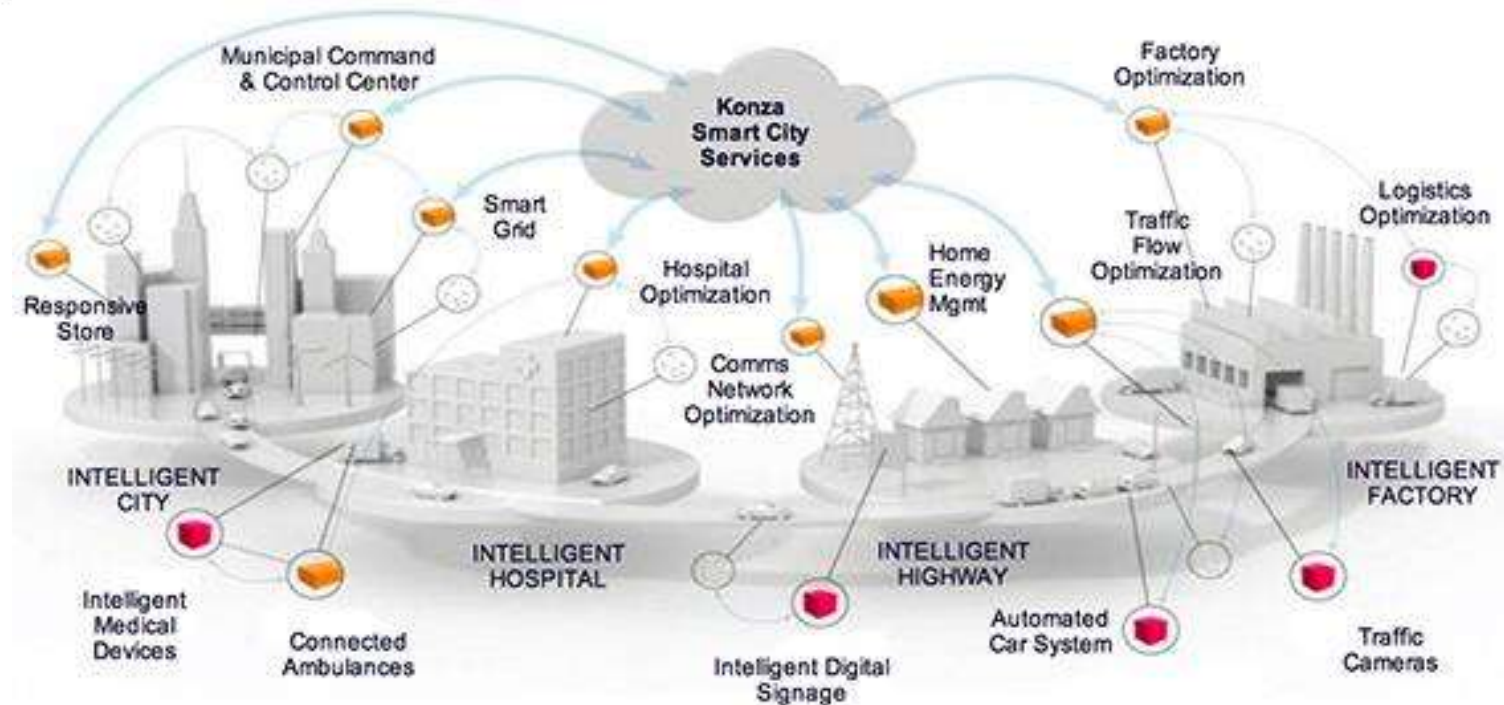 Municipal Command
& Control Center
Factory
Optimization
Konza
Smart City
Services
Smart
Grid
Logistics
Optimization
Traffic
Flow
Optimization
Home
Energy
Mgmt
Hospital
Optimization
Responsive
Store
Comms
Network
Optimization
INTELLIGENT
CITY
INTELLIGENT
HOSPITAL
INTELLIGENT
HIGHWAY
INTELLIGENT
FACTORY
Intelligent
Medical
Devices
Connected
Ambulances
Intelligent Digital
Signage
Automated
Car System
Traffic
Cameras